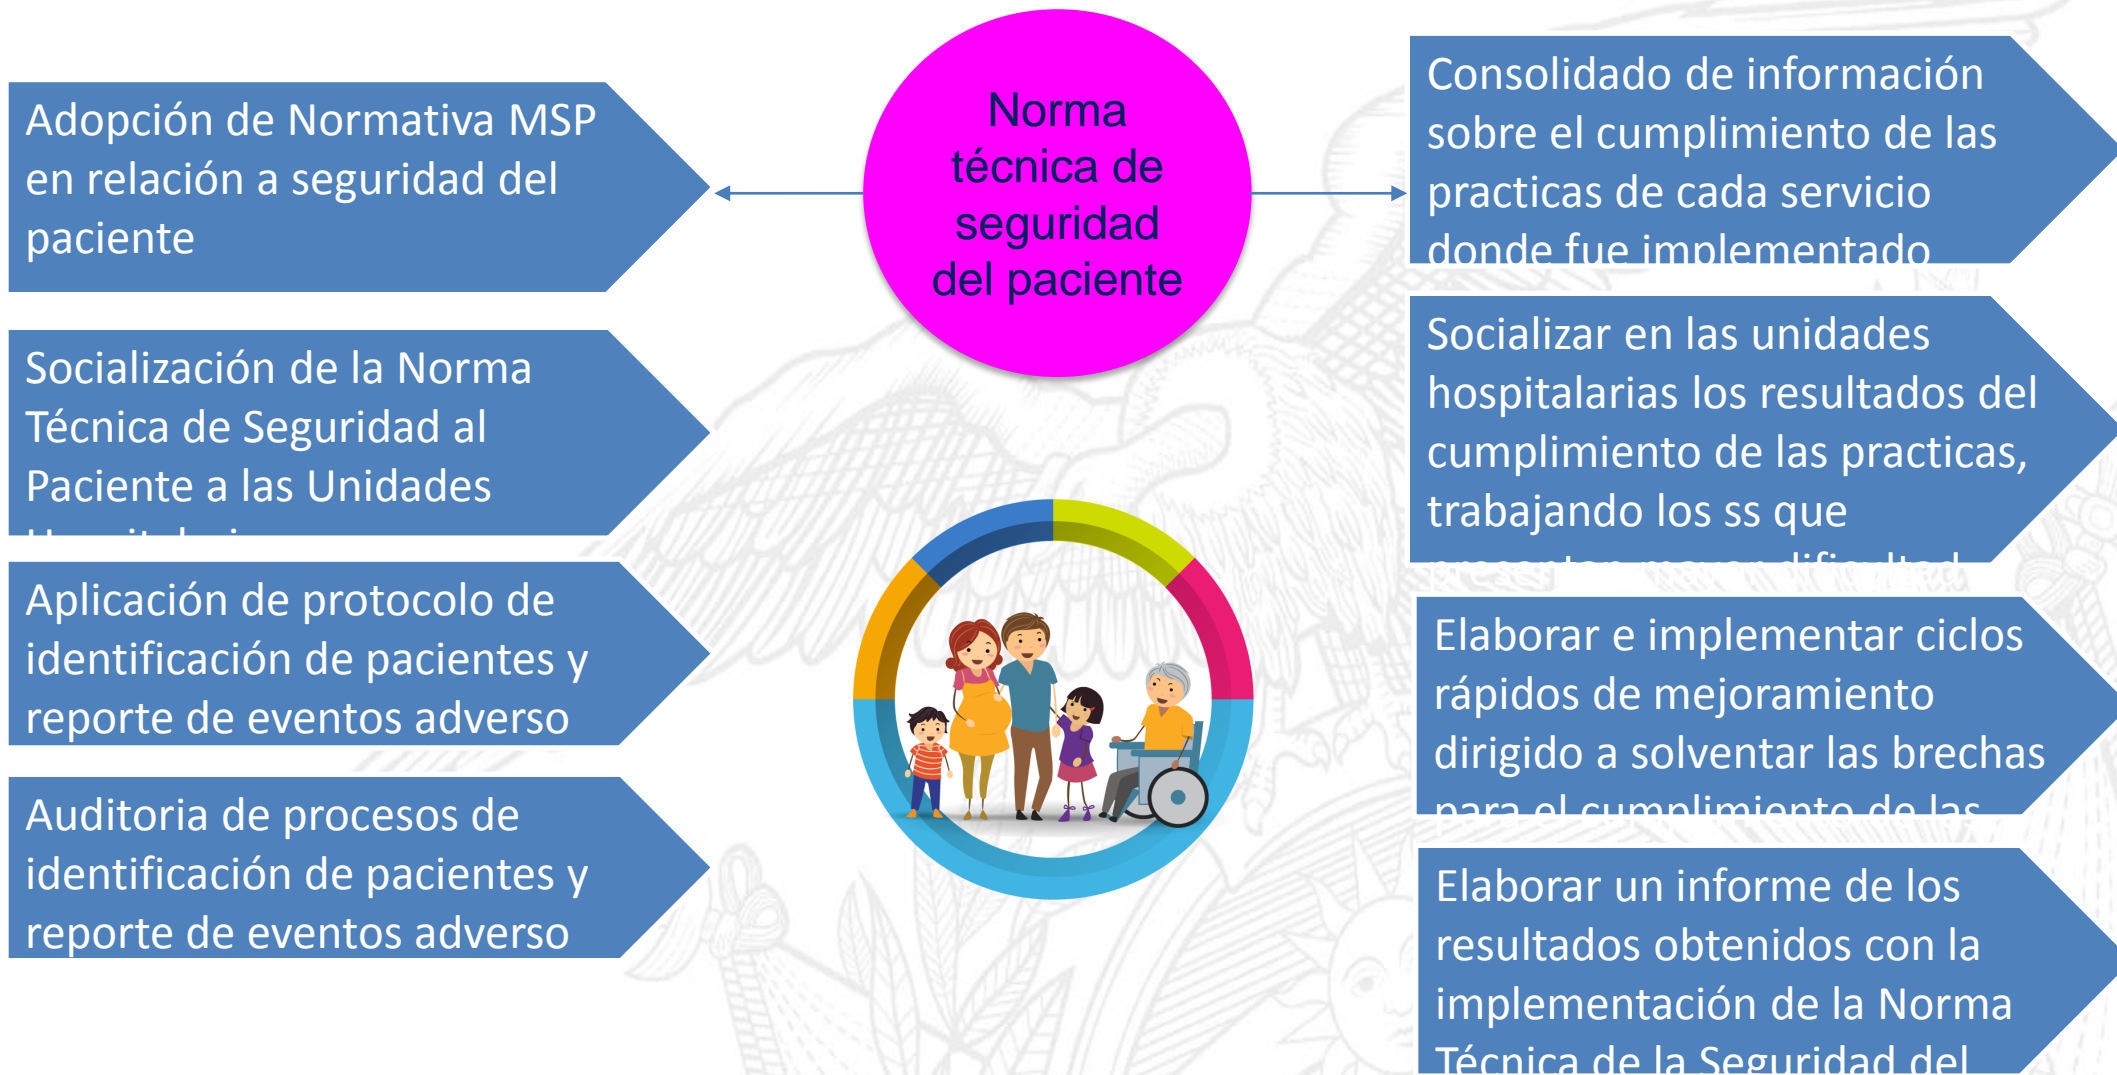 Adopción de Normativa MSP
en relación a seguridad del
paciente
Socialización de la Norma
Técnica de Seguridad al
Paciente a las Unidades
Aplicación de protocolo de
identificación de pacientes y
reporte de eventos adverso
Auditoria de procesos de
identificación de pacientes y
reporte de eventos adverso
Norma
técnica de
seguridad
del paciente
Consolidado de información
sobre el cumplimiento de las
practicas de cada servicio
donde fue implementado
Socializar en las unidades
hospitalarias los resultados del
cumplimiento de las practicas,
trabajando los ss que
presentan mayor dificultad
Elaborar e implementar ciclos
rápidos de mejoramiento
dirigido a solventar las brechas
para el cumplimiento de las
Elaborar un informe de los
resultados obtenidos con la
implementación de la Norma
Técnica de la Seguridad del